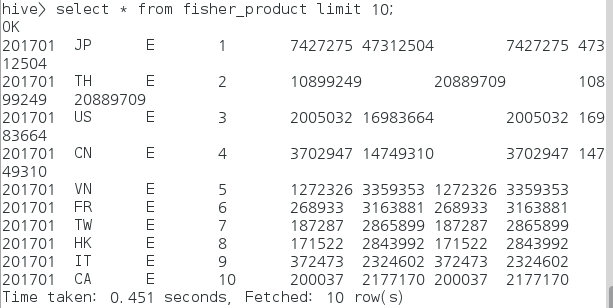 hive> select * from fisher_product limit 10;
OK
201701 JP E 1 7427275 47312504 7427275 473
12504
201701 TH E 2 10899249 20889709 108
99249 20889709
201701 US E 3 2005032 16983664 2005032 169
83664
201701 CN E 4 3702947 14749310 3702947 147
49310
201701 VN E 5 1272326 3359353 1272326 3359353
201701 FR E 6 268933 3163881 268933 3163881
201701 TW E 7 187287 2865899 187287 2865899
201701 HK E 8 171522 2843992 171522 2843992
201701 IT E 9 372473 2324602 372473 2324602
201701 CA E 10 200037 2177170 200037 2177170
Time taken: 0.451 seconds, Fetched: 10 row(s)